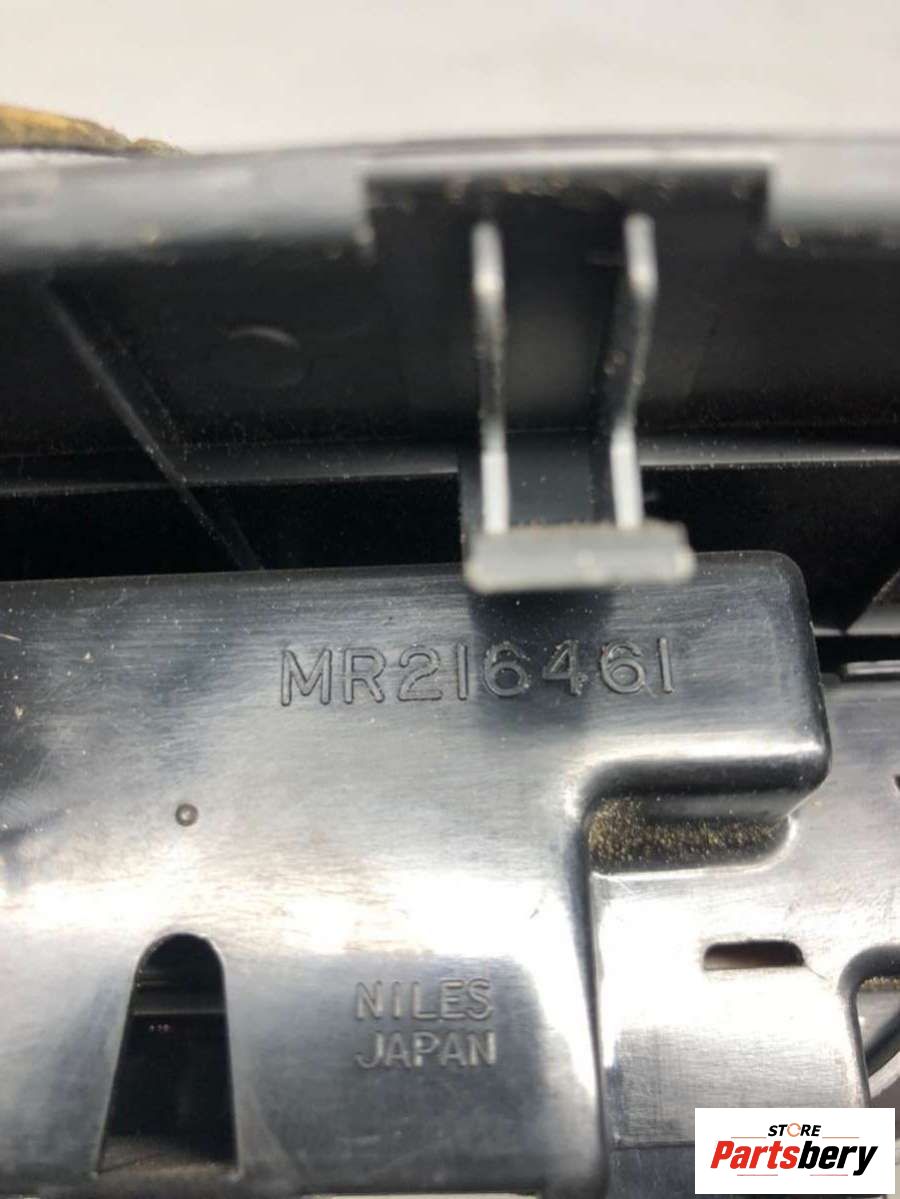 MR216461
NILES
JAPAN
STORE
Partsbery